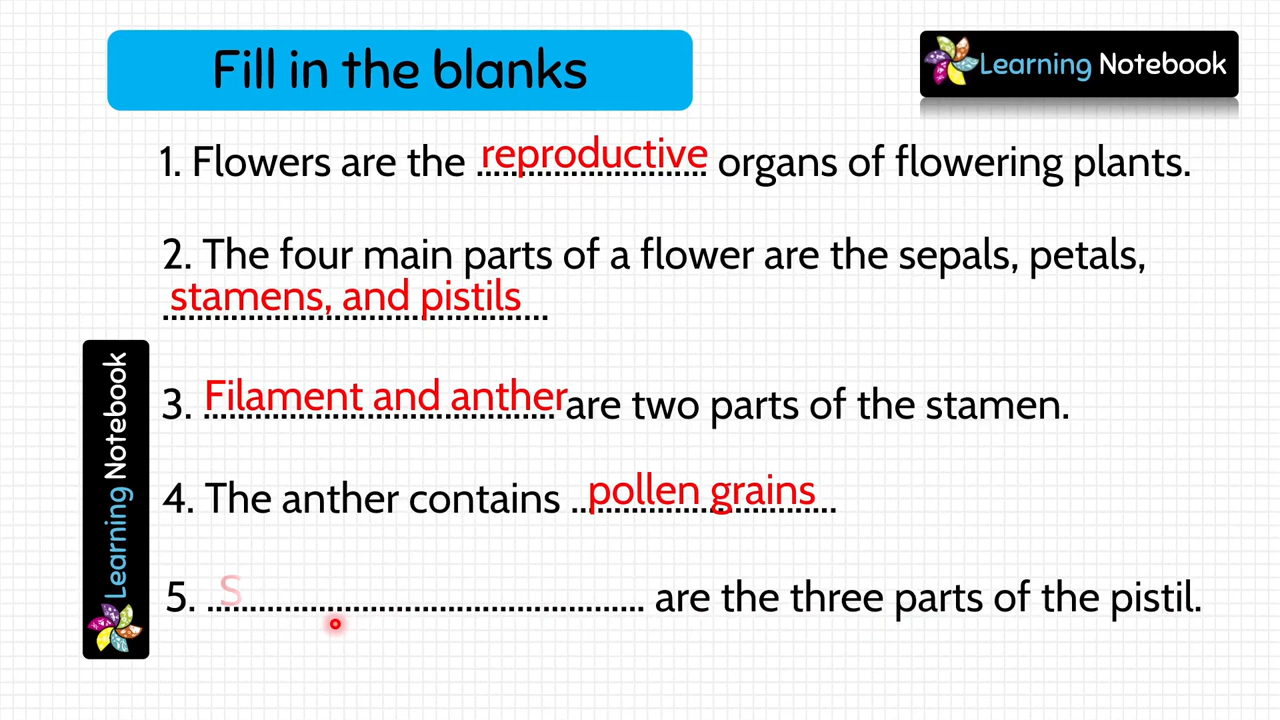 Fill in the blanks
Learning Notebook
1. Flowers are the reproductive organs of flowering plants.
2. The four main parts of a flower are the sepals, petals,
stamens, and pistils
3. Filament and anther are two parts of the stamen.
4. The anther contains pollen grains
5. S are the three parts of the pistil.
Learning Notebook